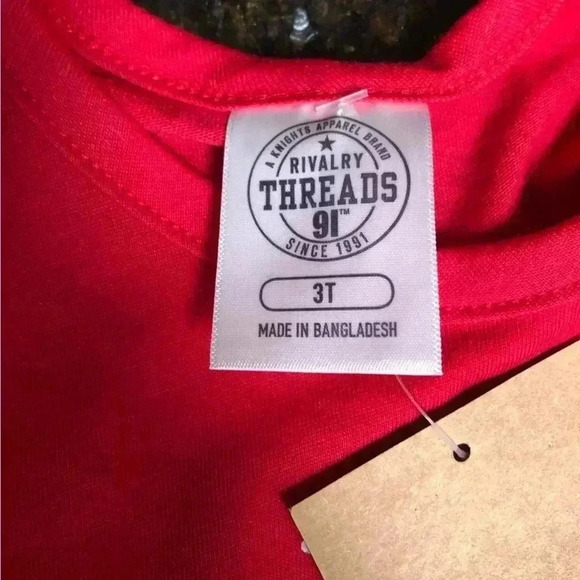 A KNIGHTS APPAREL BRAND
RIVALRY
THREADS
91™
SINCE 1991
3T
MADE IN BANGLADESH